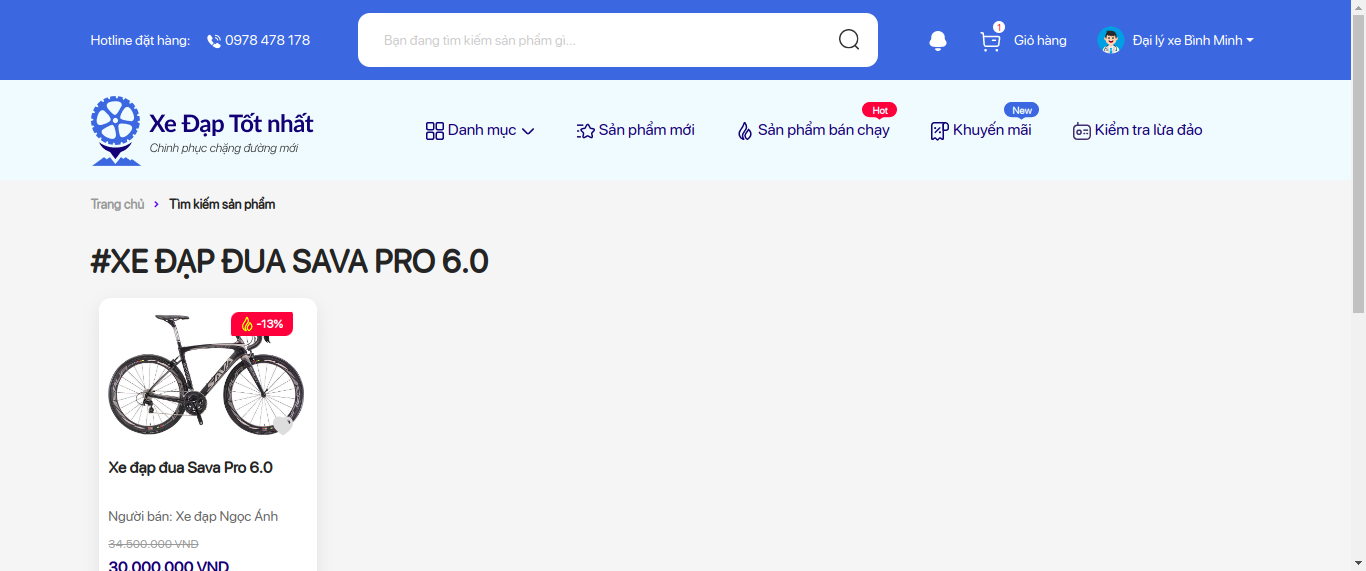 Hotline đặt hàng: 0978 478 178 Bạn đang tìm kiếm sản phẩm gì... 1 Giỏ hàng Đại lý xe Bình Minh
Xe Đạp Tốt nhất
Chinh phục chặng đường mới
Danh mục Sản phẩm mới Sản phẩm bán chạy Hot Khuyến mãi New Kiểm tra lừa đảo
Trang chủ > Tìm kiếm sản phẩm
#XE ĐẠP ĐUA SAVA PRO 6.0
-13%
SAVA
Xe đạp đua Sava Pro 6.0
Người bán: Xe đạp Ngọc Ánh
34.500.000 VND
30.000.000 VND